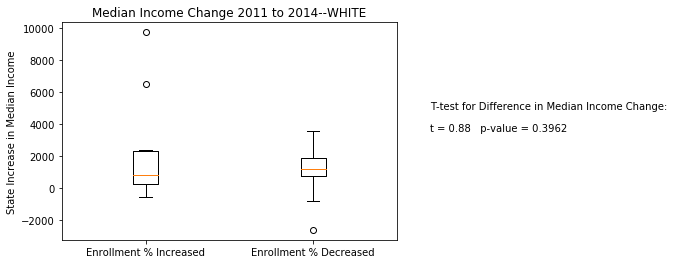 Median Income Change 2011 to 2014--WHITE
State Increase in Median Income
10000
8000
6000
4000
2000
0
−2000
Enrollment % Increased
Enrollment % Decreased
T-test for Difference in Median Income Change:
t = 0.88   p-value = 0.3962